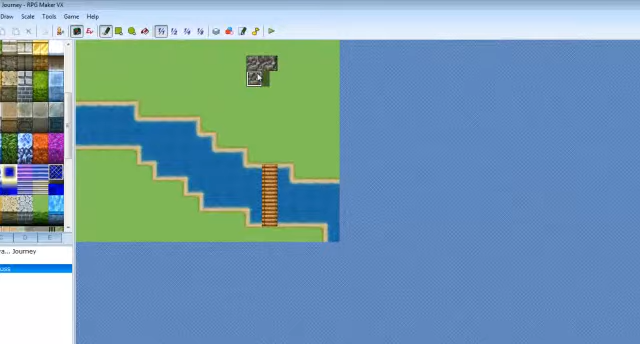 Journey - RPG Maker VX
Draw Scale Tools Game Help
D E
Journey